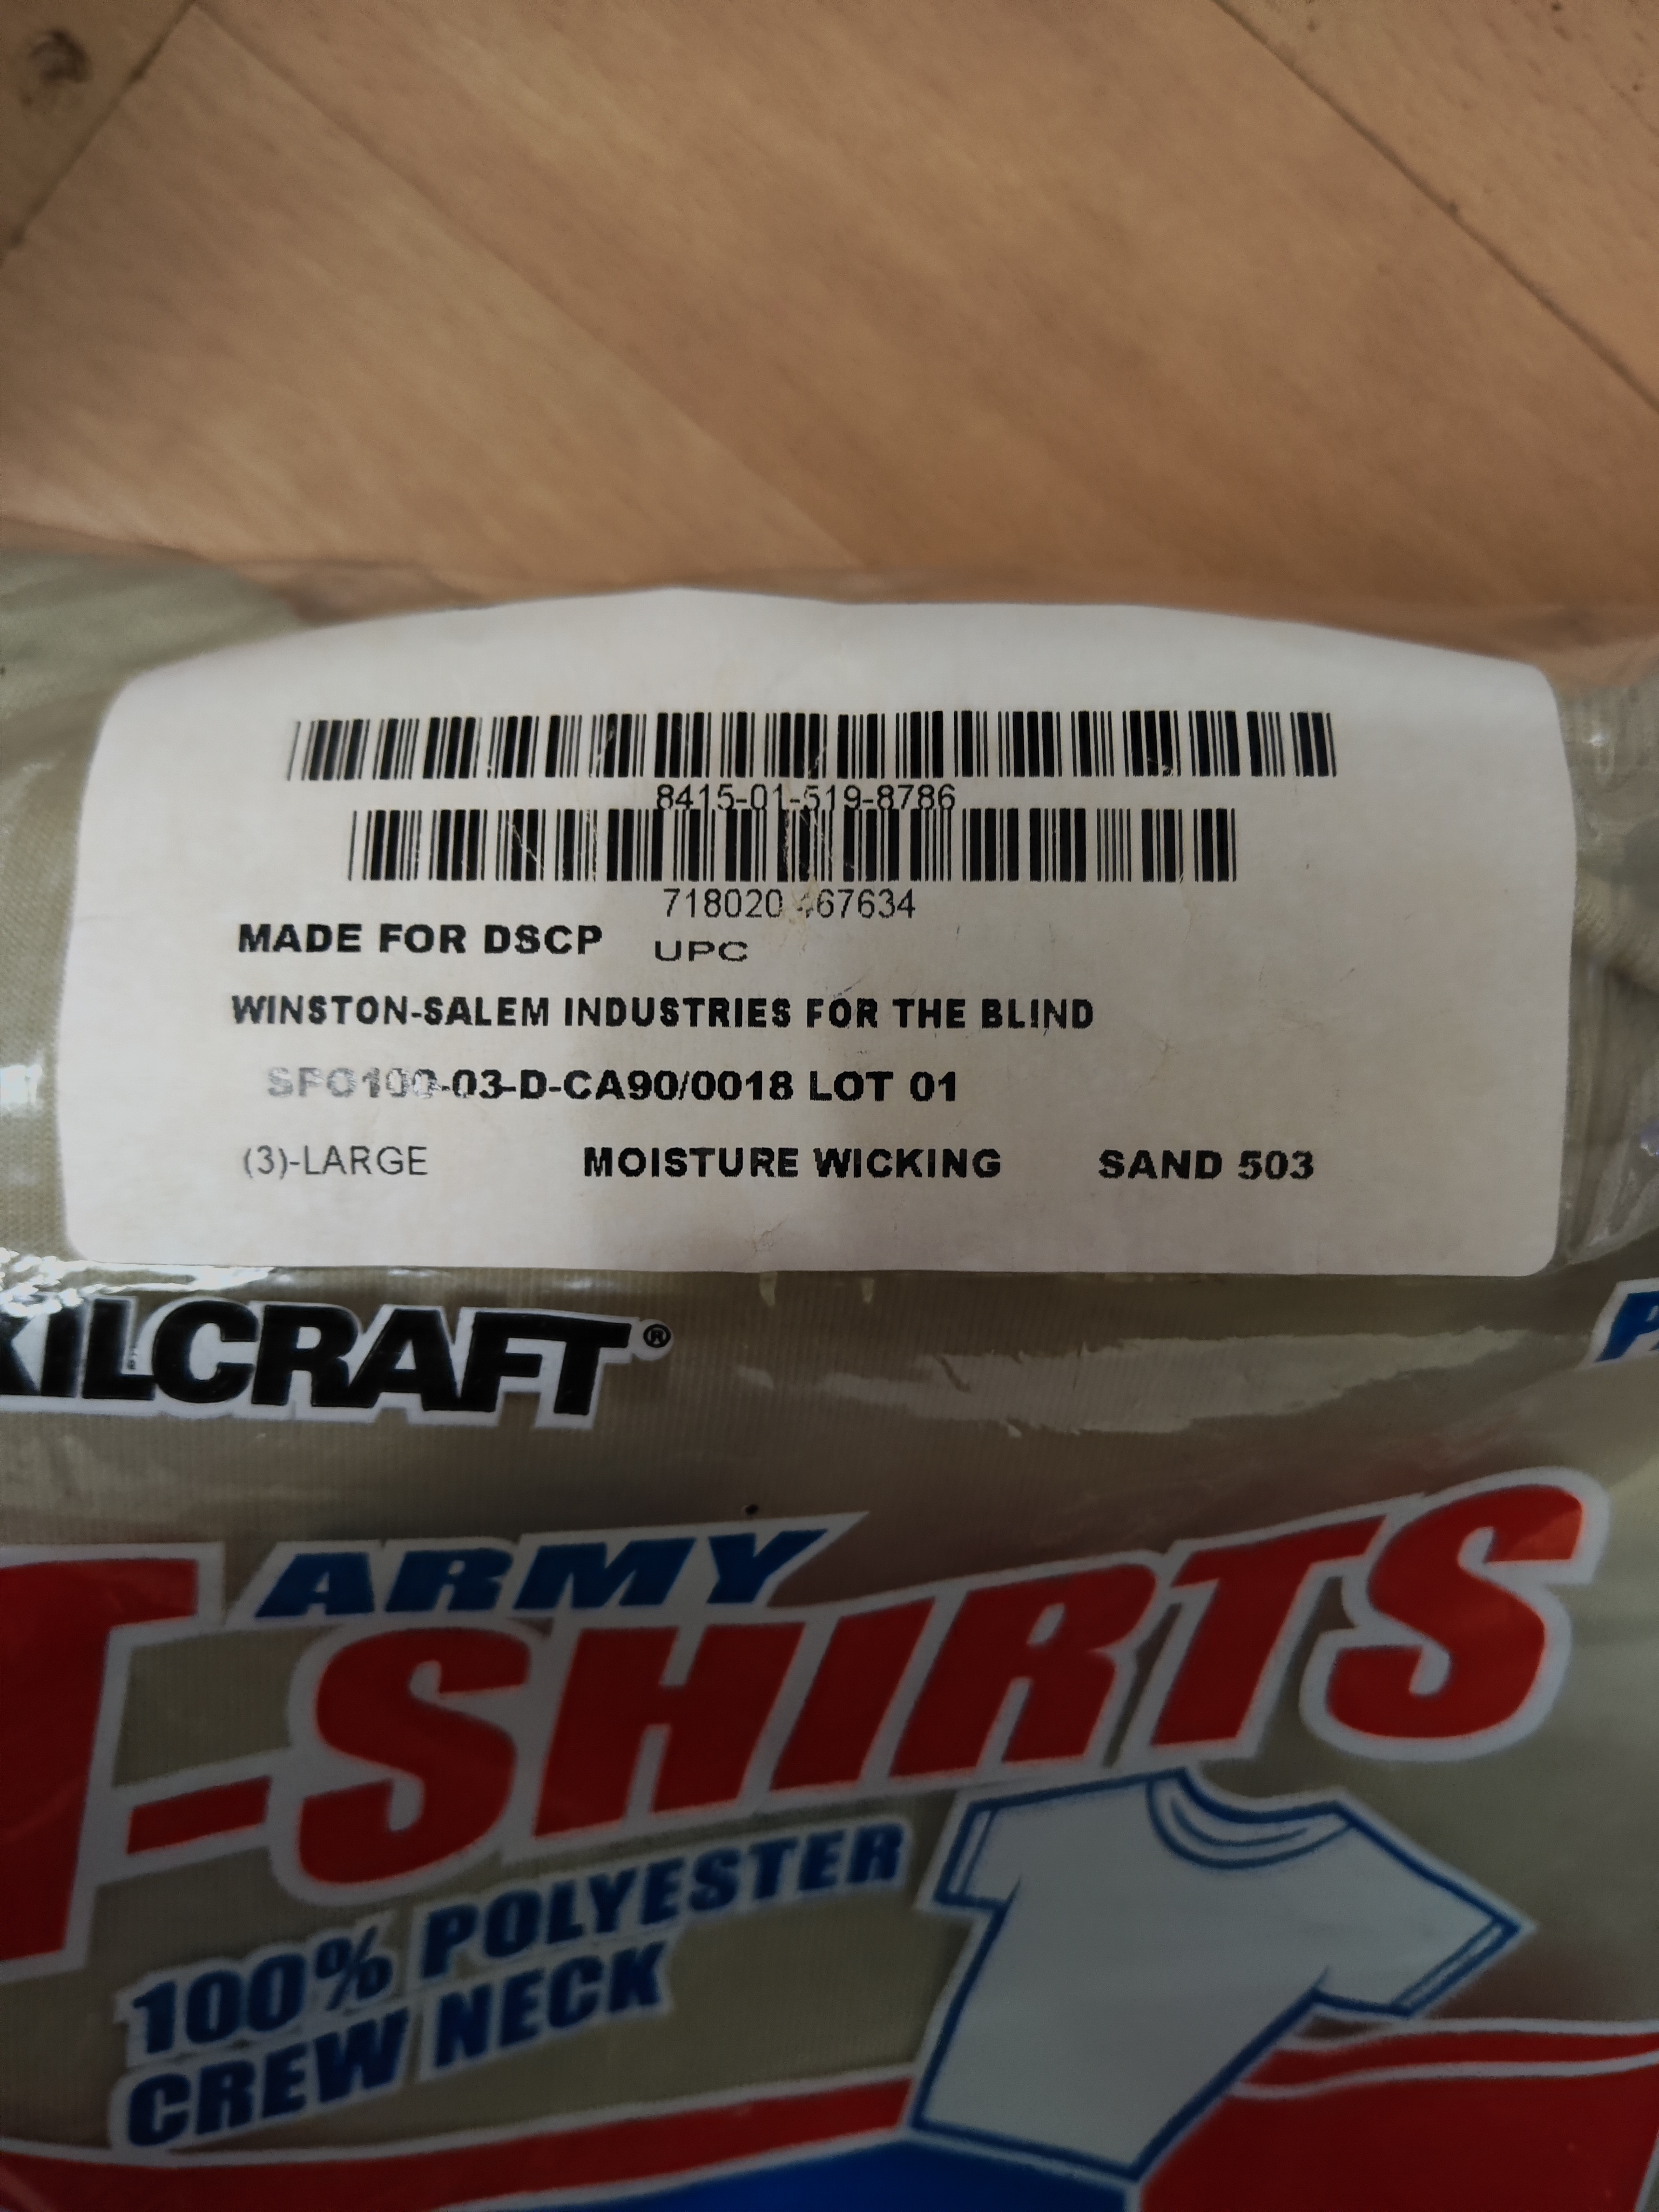 8415-01-519-8786
718020 467634
MADE FOR DSCP UPC
WINSTON-SALEM INDUSTRIES FOR THE BLIND
SPO100-03-D-CA90/0018 LOT 01
(3)-LARGE MOISTURE WICKING SAND 503
KILCRAFT®
ARMY
T-SHIRTS
100% POLYESTER
CREW NECK